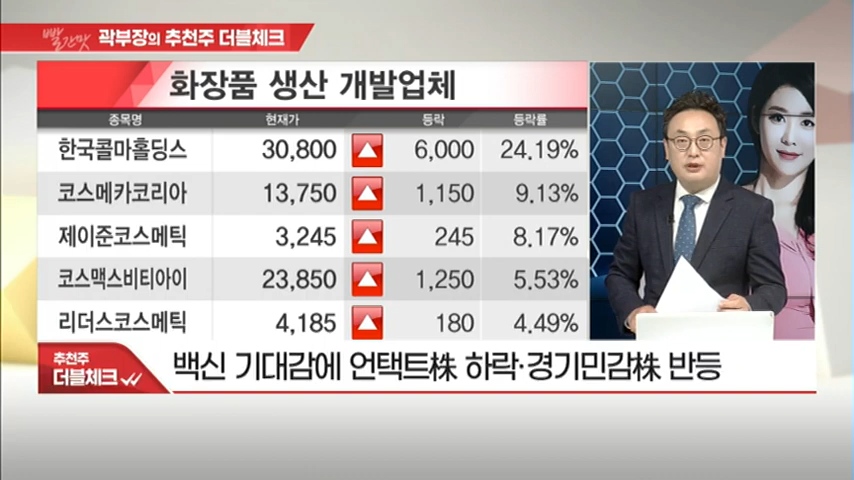 빨간맛 곽부장의 추천주 더블체크
화장품 생산 개발업체
종목명 현재가 등락 등락률
한국콜마홀딩스 30,800 ▲ 6,000 24.19%
코스메카코리아 13,750 ▲ 1,150 9.13%
제이준코스메틱 3,245 ▲ 245 8.17%
코스맥스비티아이 23,850 ▲ 1,250 5.53%
리더스코스메틱 4,185 ▲ 180 4.49%
추천주
더블체크
백신 기대감에 언택트株 하락·경기민감株 반등